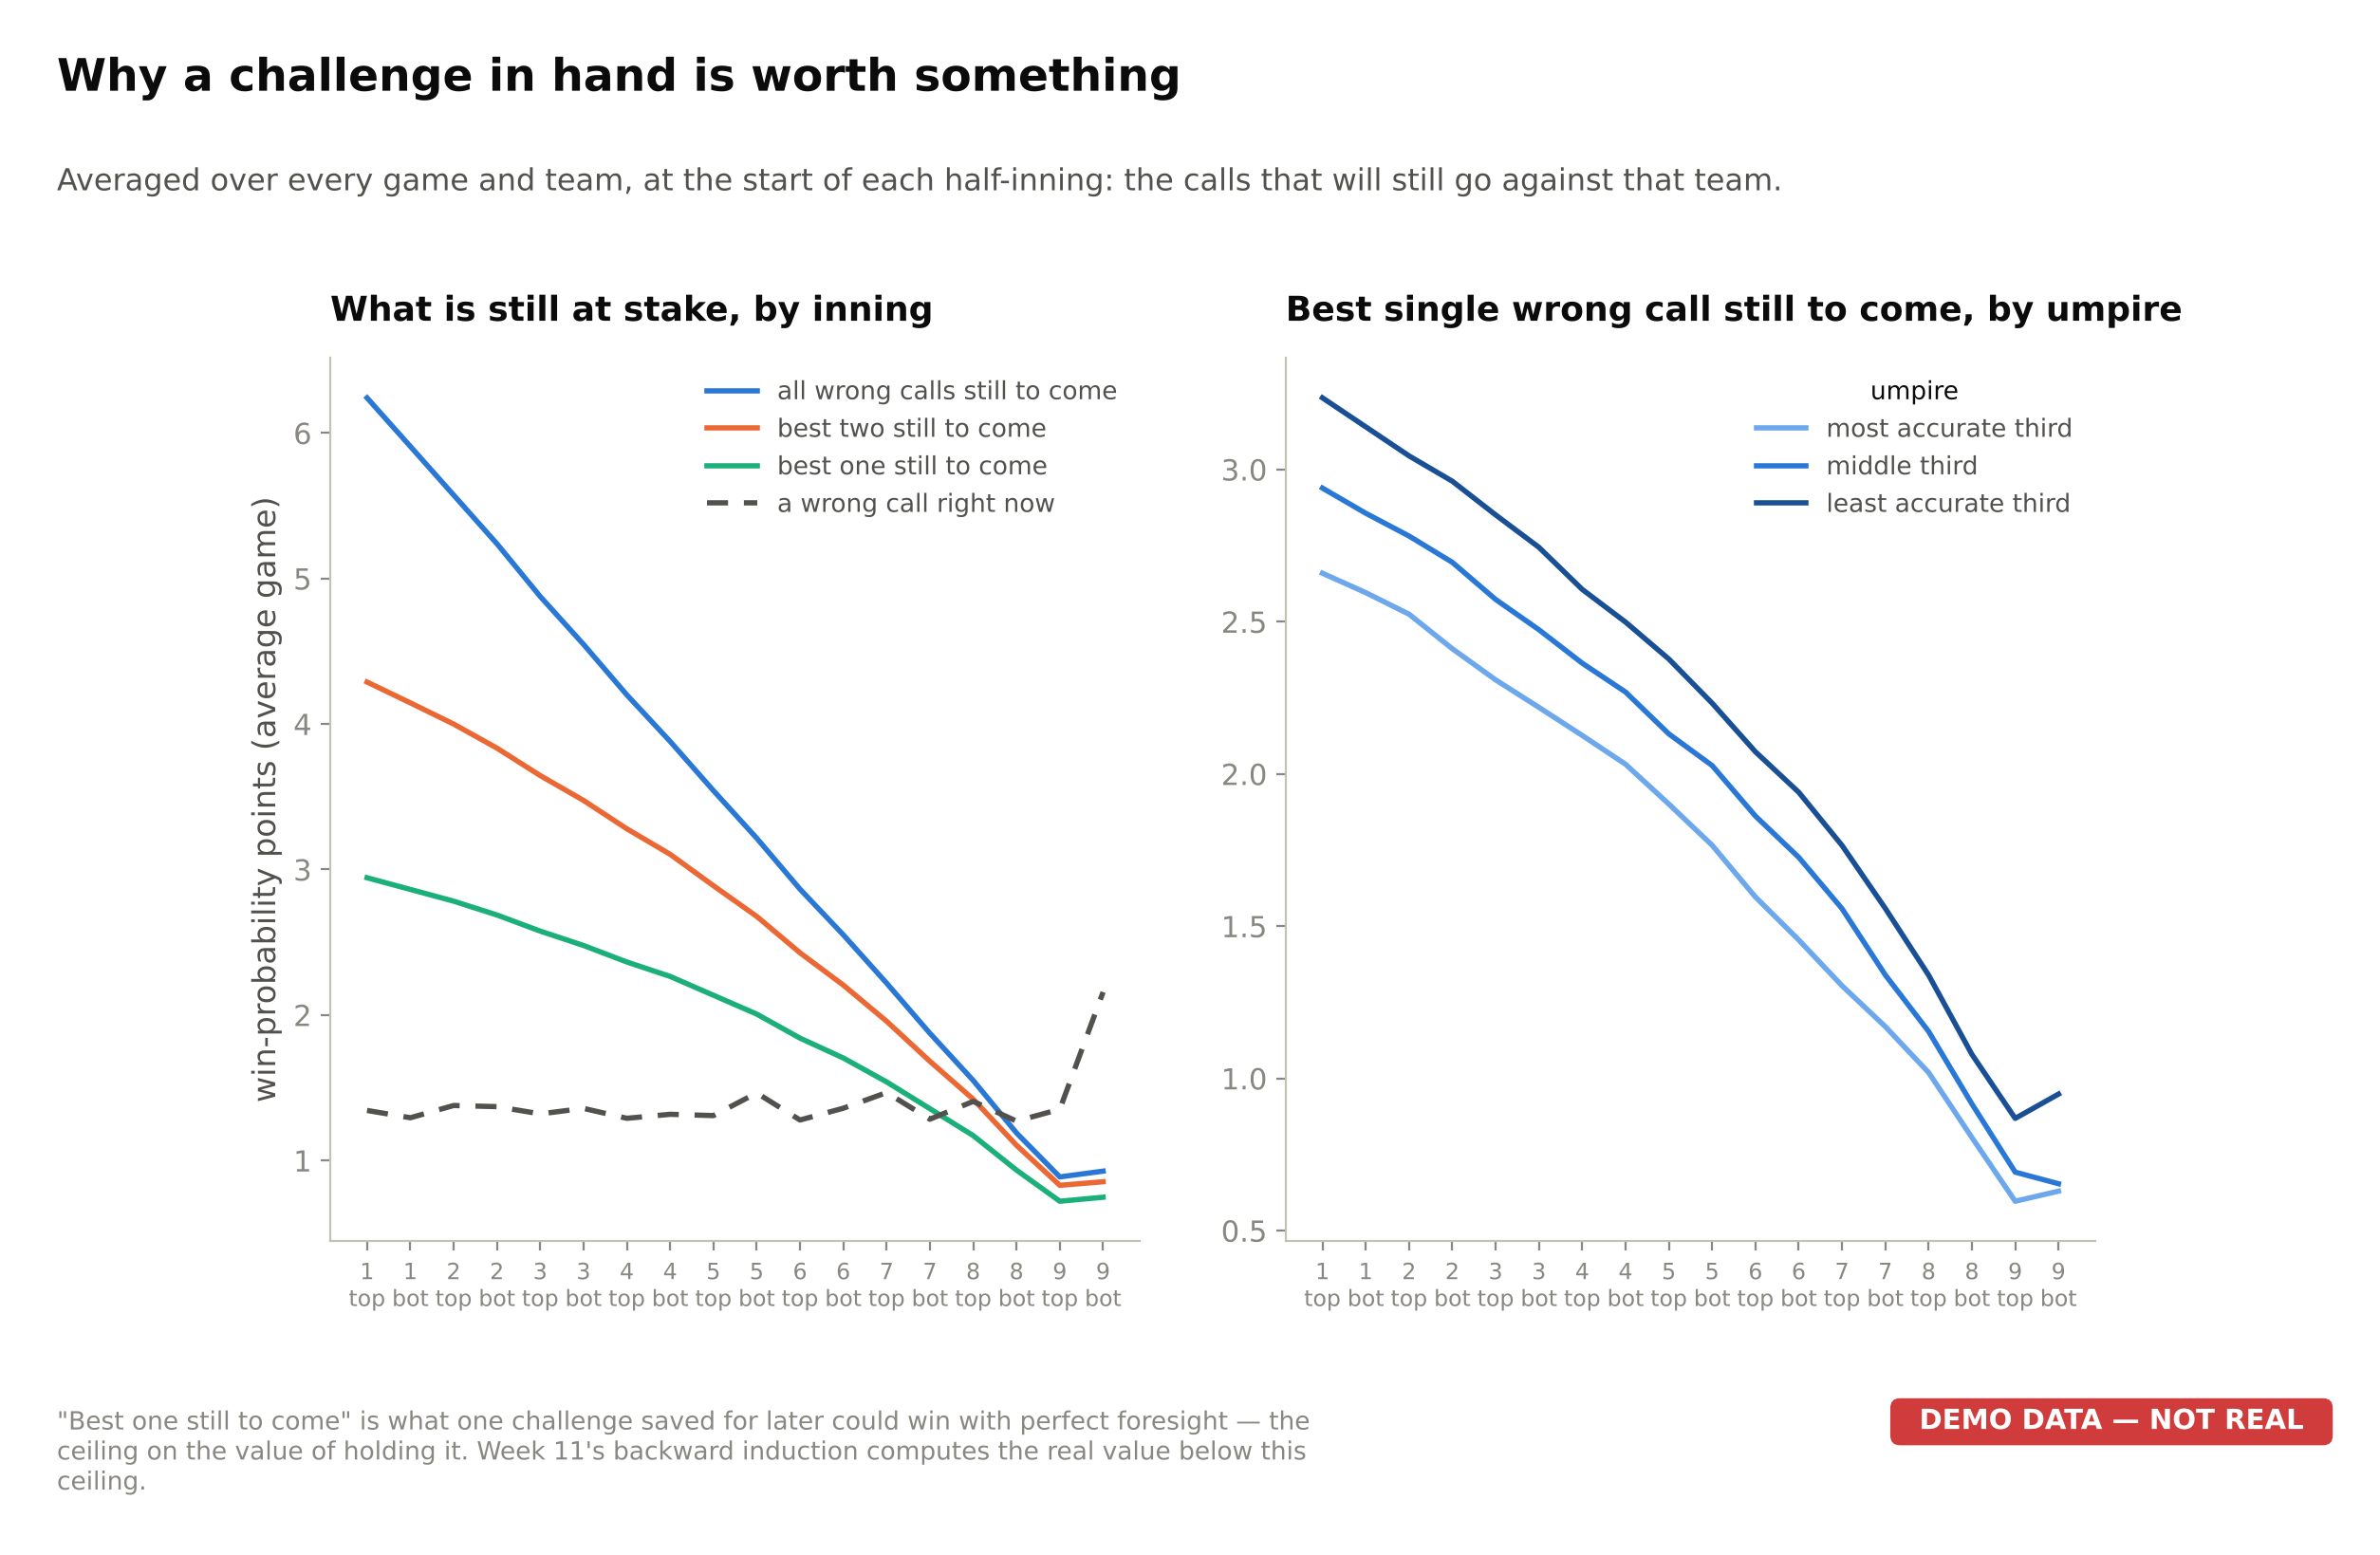 Why a challenge in hand is worth something
Averaged over every game and team, at the start of each half-inning: the calls that will still go against that team.
What is still at stake, by inning
win-probability points (average game)
6
5
4
3
2
1
all wrong calls still to come
best two still to come
best one still to come
a wrong call right now
1 1 2 2 3 3 4 4 5 5 6 6 7 7 8 8 9 9
top bot top bot top bot top bot top bot top bot top bot top bot top bot
Best single wrong call still to come, by umpire
3.0
2.5
2.0
1.5
1.0
0.5
umpire
most accurate third
middle third
least accurate third
1 1 2 2 3 3 4 4 5 5 6 6 7 7 8 8 9 9
top bot top bot top bot top bot top bot top bot top bot top bot top bot
"Best one still to come" is what one challenge saved for later could win with perfect foresight — the
ceiling on the value of holding it. Week 11's backward induction computes the real value below this
ceiling.
DEMO DATA — NOT REAL